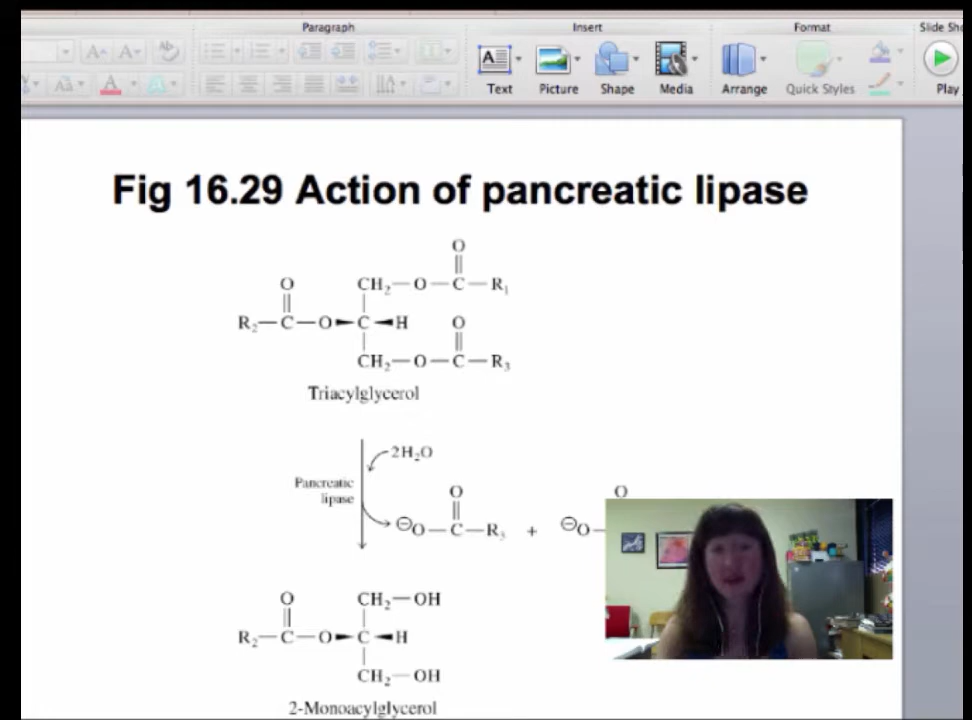 Paragraph Insert Format Slide Sho
Text Picture Shape Media Arrange Quick Styles Play
Fig 16.29 Action of pancreatic lipase
O
O CH₂—O—C—R₁
R₂—C—O C H O
CH₂—O—C—R₃
Triacylglycerol
2H₂O
Pancreatic
lipase
O O
⊖O—C—R₃ + ⊖O—
O CH₂—OH
R₂—C—O C H
CH₂—OH
2-Monoacylglycerol